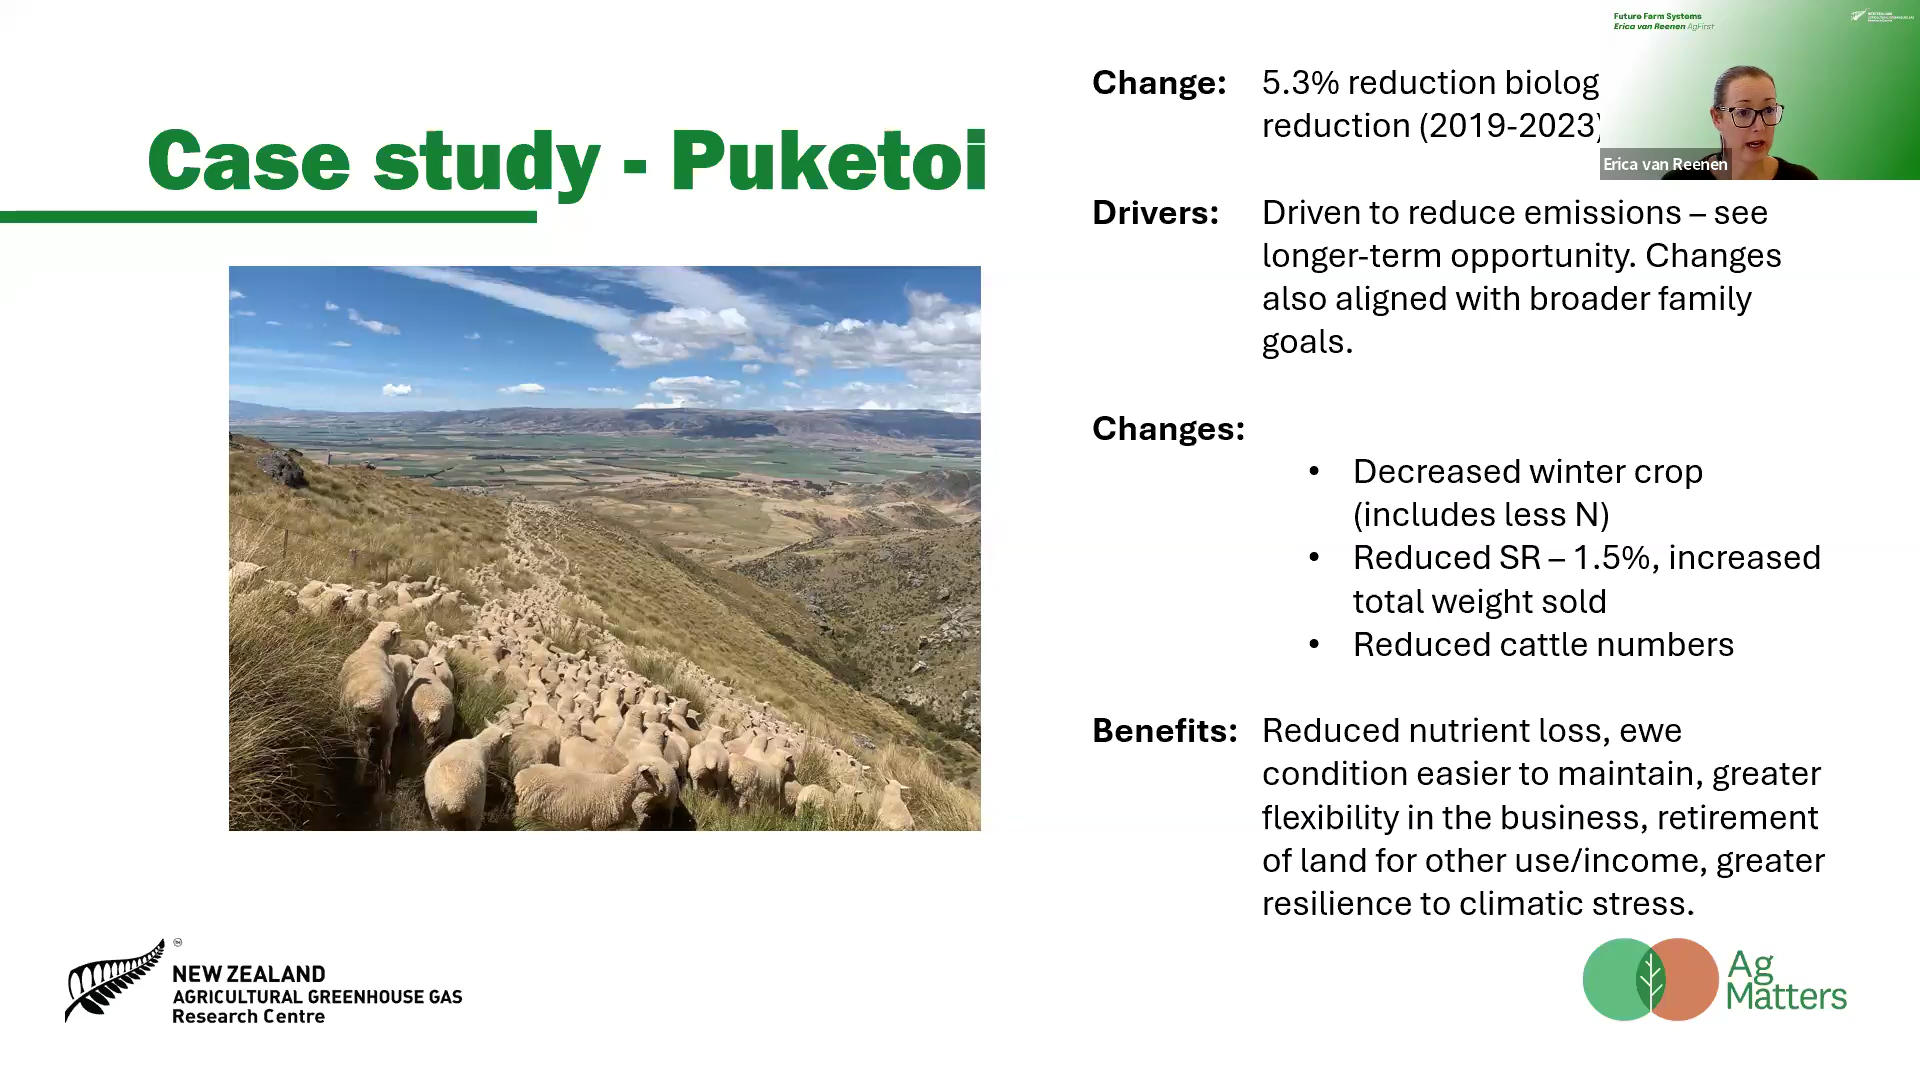 Future Farm Systems
Erica van Reenen AgFirst
Case study - Puketoi
Change: 5.3% reduction biolog
reduction (2019-2023)
Erica van Reenen
Drivers: Driven to reduce emissions – see
longer-term opportunity. Changes
also aligned with broader family
goals.
Changes:
• Decreased winter crop
(includes less N)
• Reduced SR – 1.5%, increased
total weight sold
• Reduced cattle numbers
Benefits: Reduced nutrient loss, ewe
condition easier to maintain, greater
flexibility in the business, retirement
of land for other use/income, greater
resilience to climatic stress.
NEW ZEALAND
AGRICULTURAL GREENHOUSE GAS
Research Centre
Ag
Matters